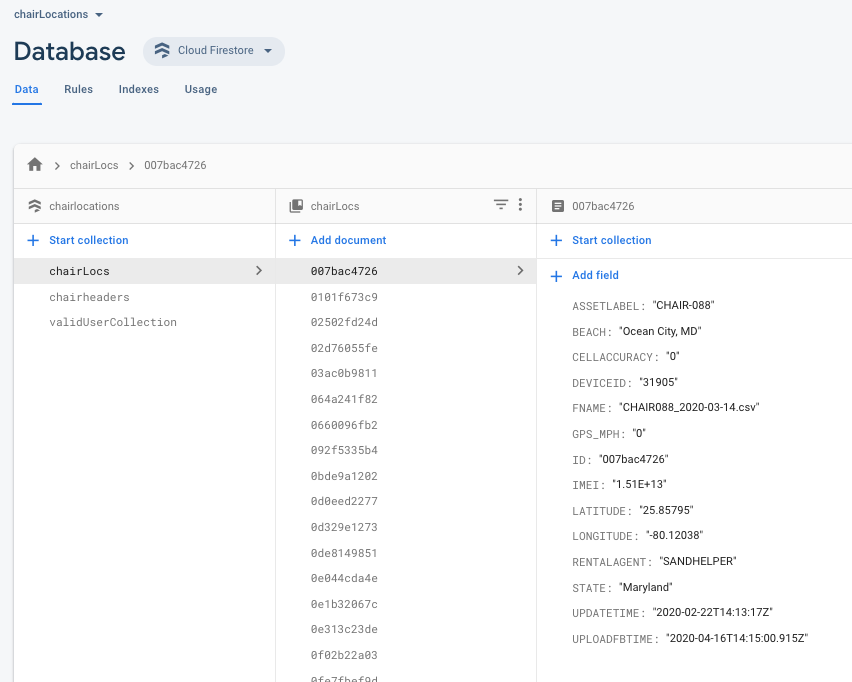 chairLocations
Database
Cloud Firestore
Data Rules Indexes Usage
chairLocs 007bac4726
chairlocations
Start collection
chairLocs
chairheaders
validUserCollection
chairLocs
Add document
007bac4726
0101f673c9
02502fd24d
02d76055fe
03ac0b9811
064a241f82
0660096fb2
092f5335b4
0bde9a1202
0d0eed2277
0d329e1273
0de8149851
0e044cda4e
0e1b32067c
0e313c23de
0f02b22a03
0fe7fbef9d
007bac4726
Start collection
Add field
ASSETLABEL: "CHAIR-088"
BEACH: "Ocean City, MD"
CELLACCURACY: "0"
DEVICEID: "31905"
FNAME: "CHAIR088_2020-03-14.csv"
GPS_MPH: "0"
ID: "007bac4726"
IMEI: "1.51E+13"
LATITUDE: "25.85795"
LONGITUDE: "-80.12038"
RENTALAGENT: "SANDHELPER"
STATE: "Maryland"
UPDATETIME: "2020-02-22T14:13:17Z"
UPLOADFBTIME: "2020-04-16T14:15:00.915Z"